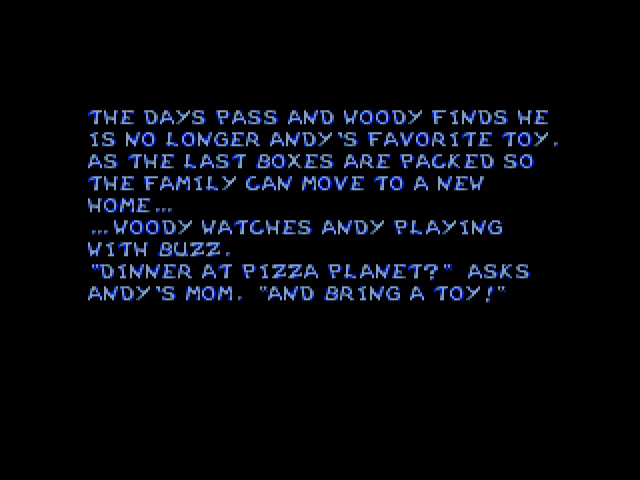 THE DAYS PASS AND WOODY FINDS HE
IS NO LONGER ANDY'S FAVORITE TOY.
AS THE LAST BOXES ARE PACKED SO
THE FAMILY CAN MOVE TO A NEW
HOME...
...WOODY WATCHES ANDY PLAYING
WITH BUZZ.
"DINNER AT PIZZA PLANET?" ASKS
ANDY'S MOM. "AND BRING A TOY!"